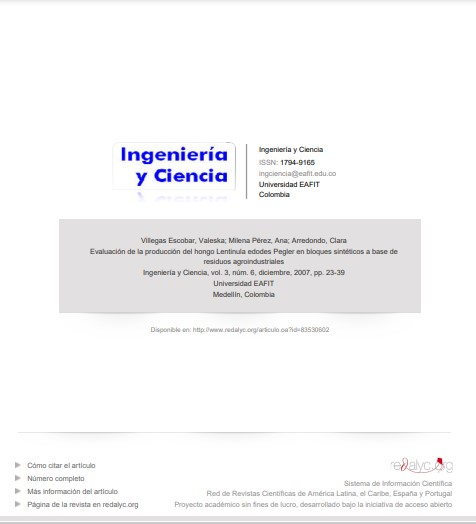 Ingeniería
y Ciencia
Ingeniería y Ciencia
ISSN: 1794-9165
ingciencia@eafit.edu.co
Universidad EAFIT
Colombia
Villegas Escobar, Valeska; Milena Pérez, Ana; Arredondo, Clara
Evaluación de la producción del hongo Lentinula edodes Pegler en bloques sintéticos a base de
residuos agroindustriales
Ingeniería y Ciencia, vol. 3, núm. 6, diciembre, 2007, pp. 23-39
Universidad EAFIT
Medellín, Colombia
Disponible en: http://www.redalyc.org/articulo.oa?id=83530602
Cómo citar el artículo
Número completo
Más información del artículo
Página de la revista en redalyc.org
redalyc.org
Sistema de Información Científica
Red de Revistas Científicas de América Latina, el Caribe, España y Portugal
Proyecto académico sin fines de lucro, desarrollado bajo la iniciativa de acceso abierto